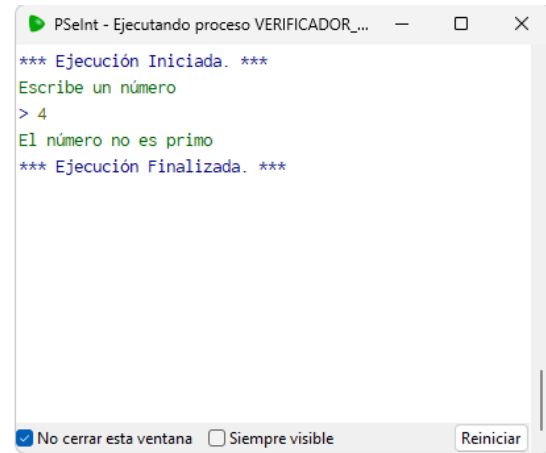 PSeInt - Ejecutando proceso VERIFICADOR_...
*** Ejecución Iniciada. ***
Escribe un número
> 4
El número no es primo
*** Ejecución Finalizada. ***
No cerrar esta ventana Siempre visible Reiniciar